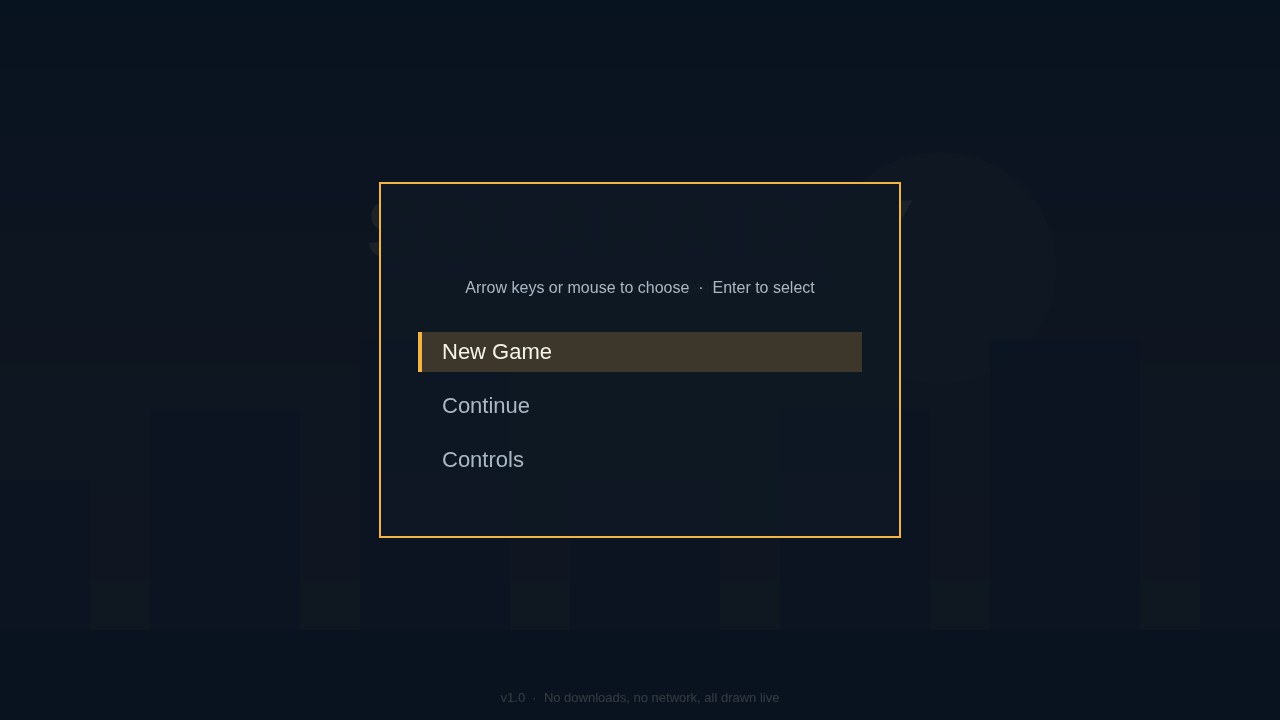 Arrow keys or mouse to choose · Enter to select
New Game
Continue
Controls
v1.0 · No downloads, no network, all drawn live